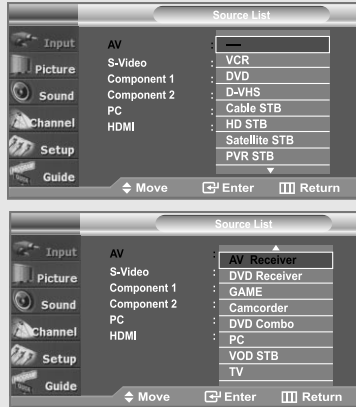 Source List
Input
Picture
Sound
Channel
Setup
Guide
AV :
S-Video :
Component 1 :
Component 2 :
PC :
HDMI :
—
VCR
DVD
D-VHS
Cable STB
HD STB
Satellite STB
PVR STB
Move Enter Return
Source List
Input
Picture
Sound
Channel
Setup
Guide
AV :
S-Video :
Component 1 :
Component 2 :
PC :
HDMI :
AV Receiver
DVD Receiver
GAME
Camcorder
DVD Combo
PC
VOD STB
TV
Move Enter Return